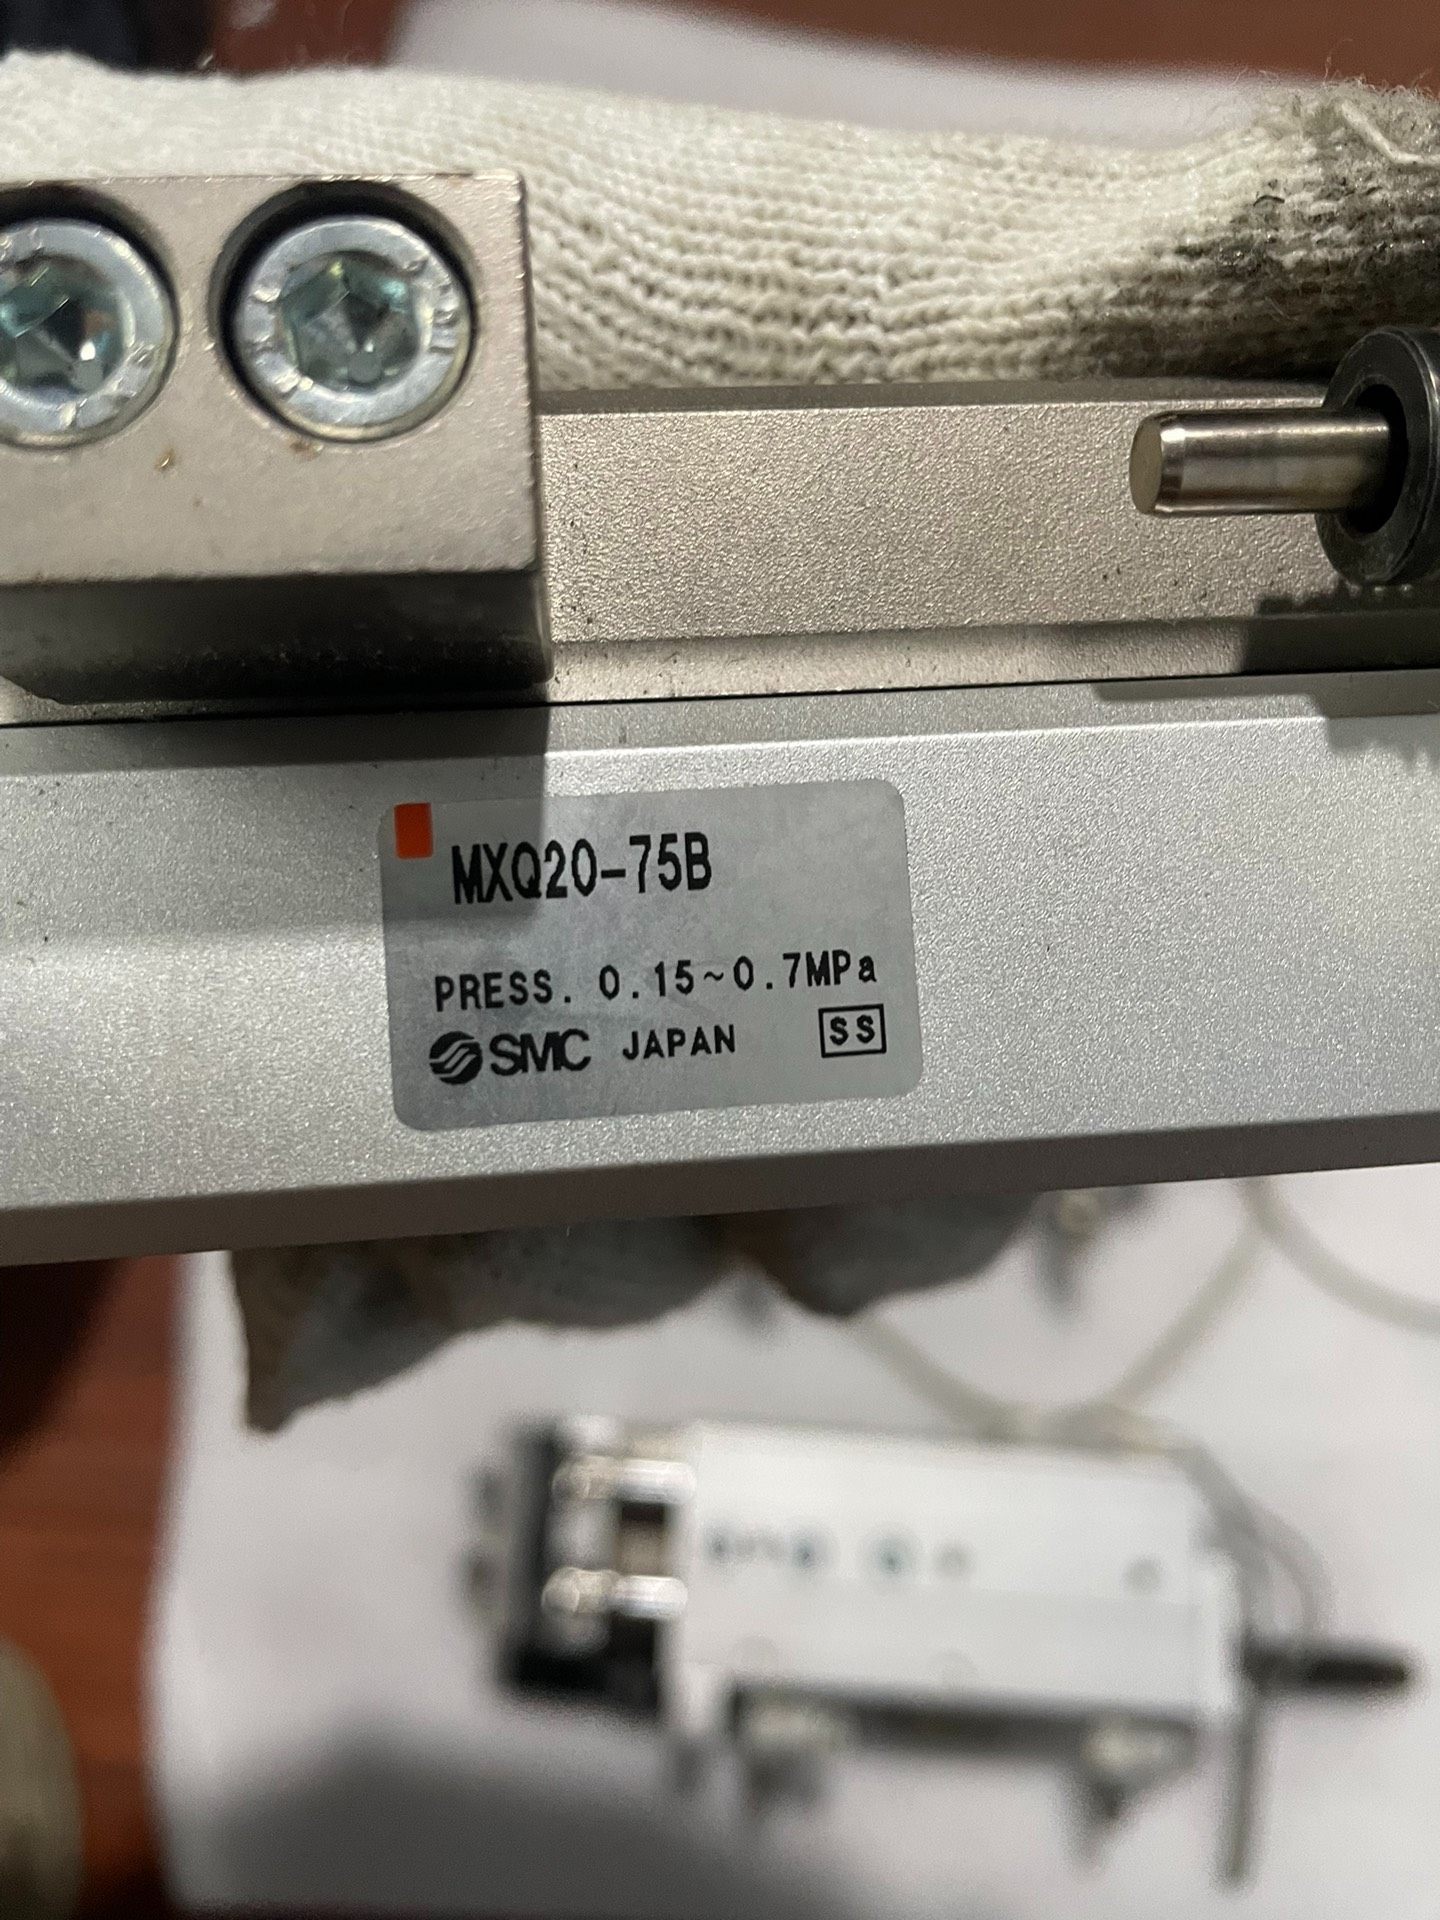 MXQ20-75B
PRESS. 0.15~0.7MPa
SMC JAPAN SS